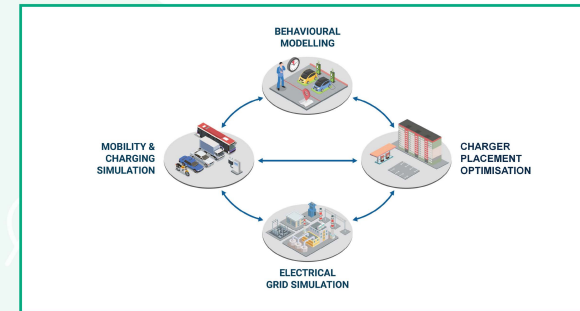 BEHAVIOURAL
MODELLING
MOBILITY &
CHARGING
SIMULATION
CHARGER
PLACEMENT
OPTIMISATION
ELECTRICAL
GRID SIMULATION